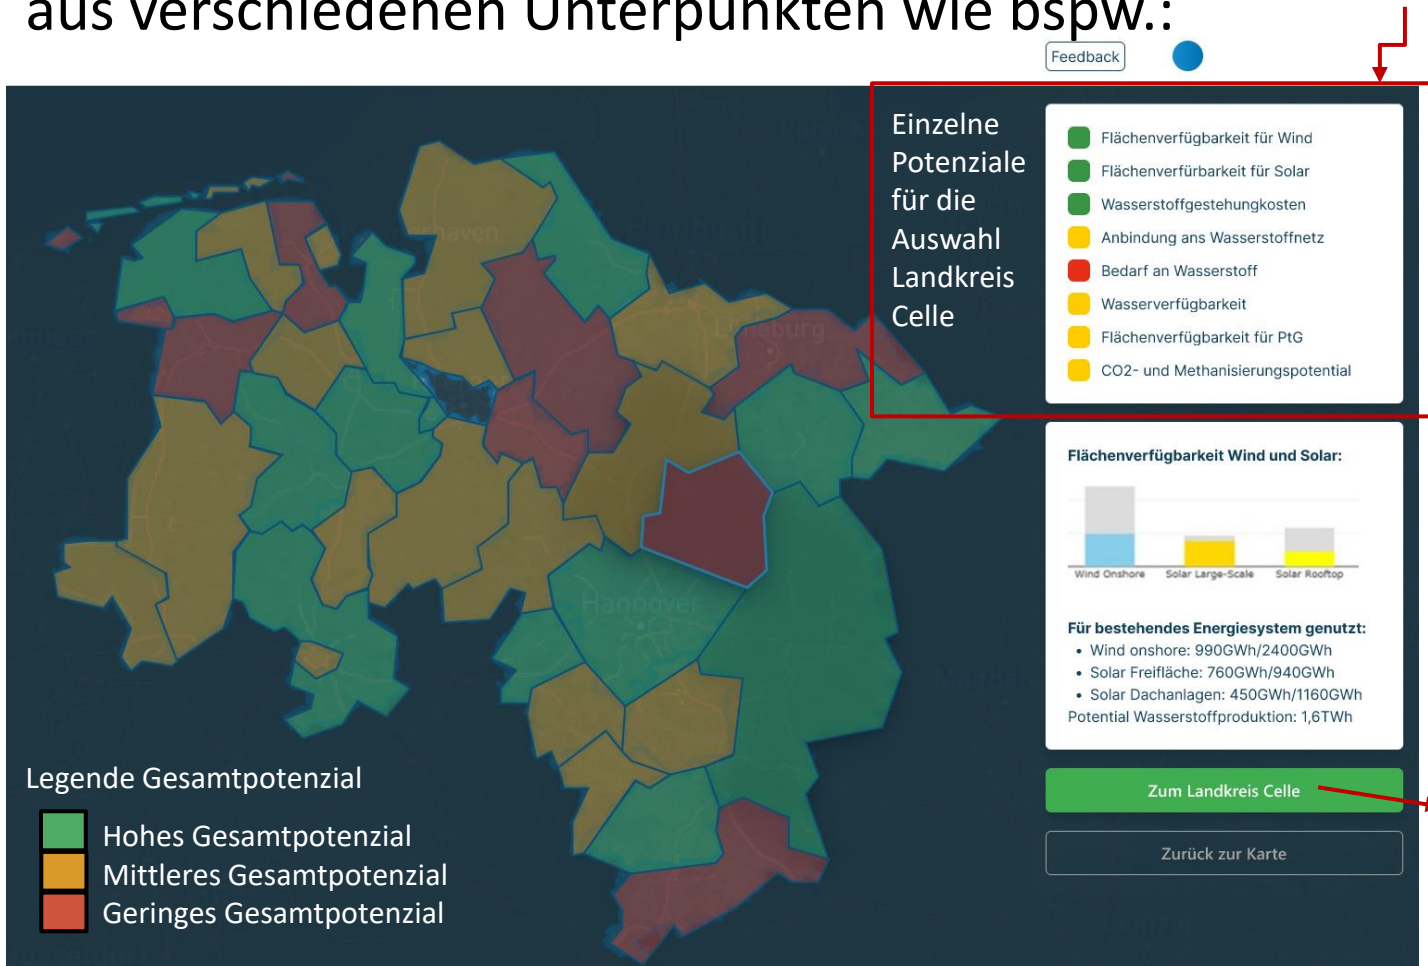 aus verschiedenen Unterpunkten wie bspw.:
Feedback
Einzelne
Potenziale
für die
Auswahl
Landkreis
Celle
Flächenverfügbarkeit für Wind
Flächenverfürbarkeit für Solar
Wasserstoffgestehungkosten
Anbindung ans Wasserstoffnetz
Bedarf an Wasserstoff
Wasserverfügbarkeit
Flächenverfügbarkeit für PtG
CO2- und Methanisierungspotential
Flächenverfügbarkeit Wind und Solar:
Wind Onshore Solar Large-Scale Solar Rooftop
Für bestehendes Energiesystem genutzt:
• Wind onshore: 990GWh/2400GWh
• Solar Freifläche: 760GWh/940GWh
• Solar Dachanlagen: 450GWh/1160GWh
Potential Wasserstoffproduktion: 1,6TWh
Zum Landkreis Celle
Zurück zur Karte
Hannover
Legende Gesamtpotenzial
Hohes Gesamtpotenzial
Mittleres Gesamtpotenzial
Geringes Gesamtpotenzial